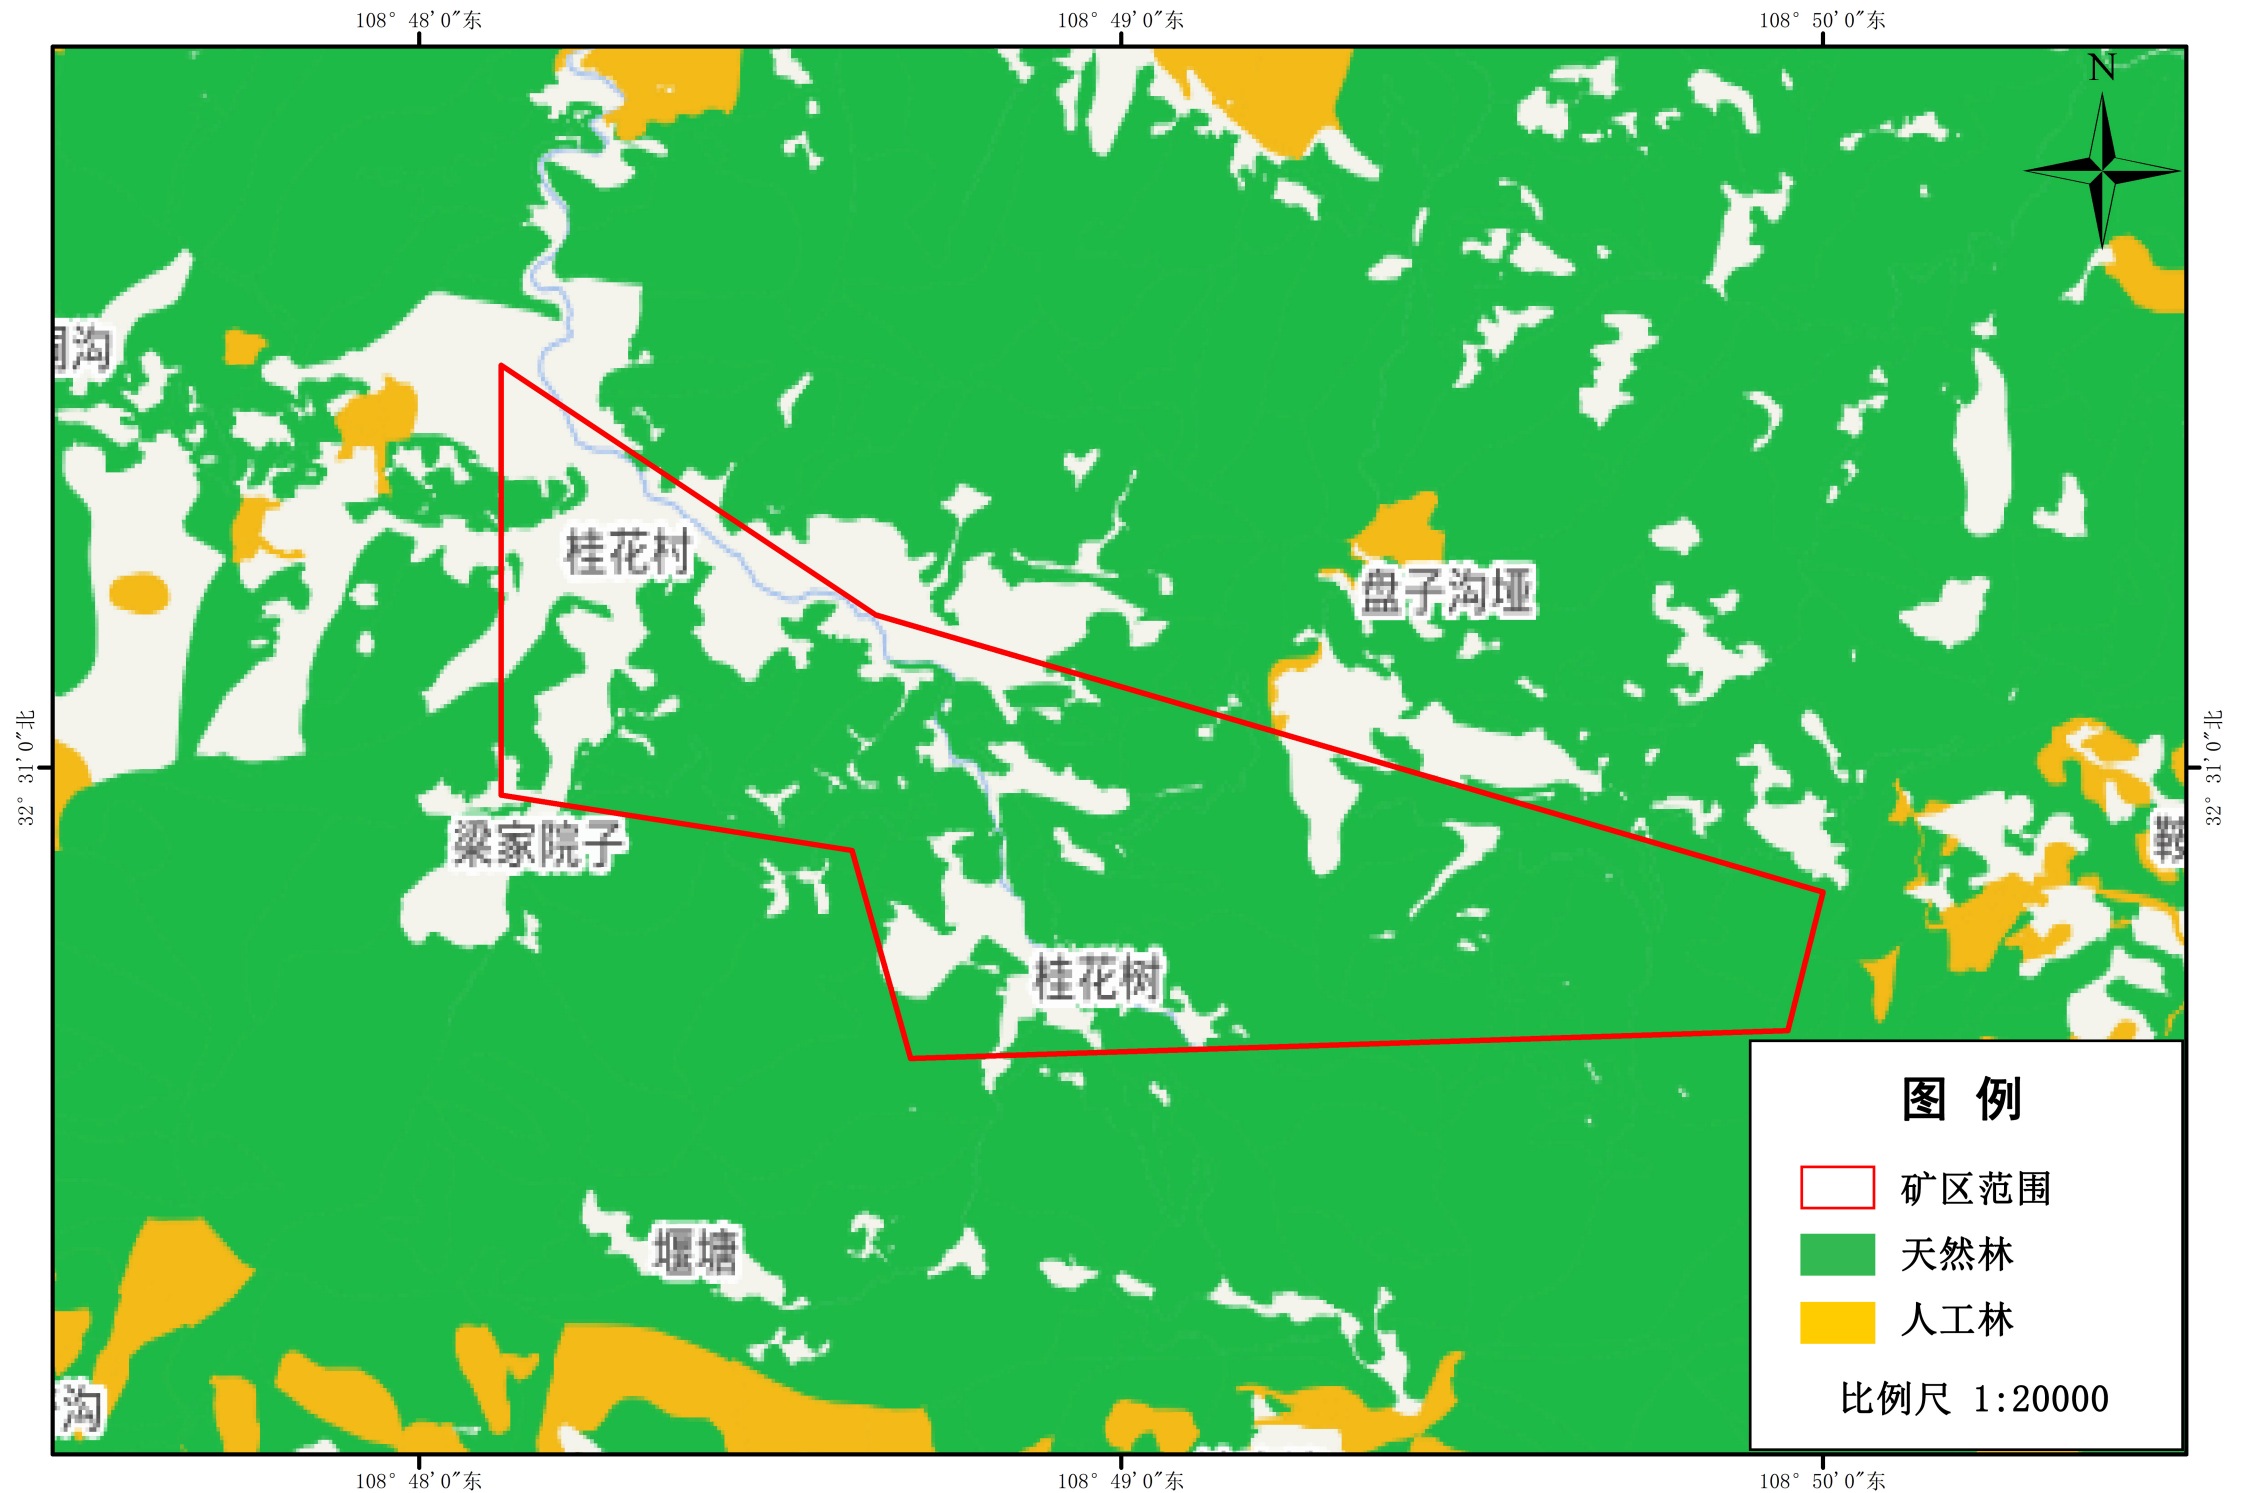 108° 48′0″东
108° 49′0″东
108° 50′0″东
N
沟
桂花村
盘子沟垭
32° 31′0″北
32° 31′0″北
梁家院子
鞍
桂花树
堰塘
沟
图 例
矿区范围
天然林
人工林
比例尺 1:20000
108° 48′0″东
108° 49′0″东
108° 50′0″东